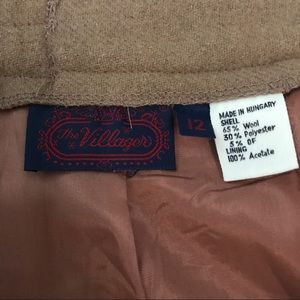 The Villager
12
MADE IN HUNGARY
SHELL
65% Wool
30% Polyester
5% OF
LINING
100% Acetate